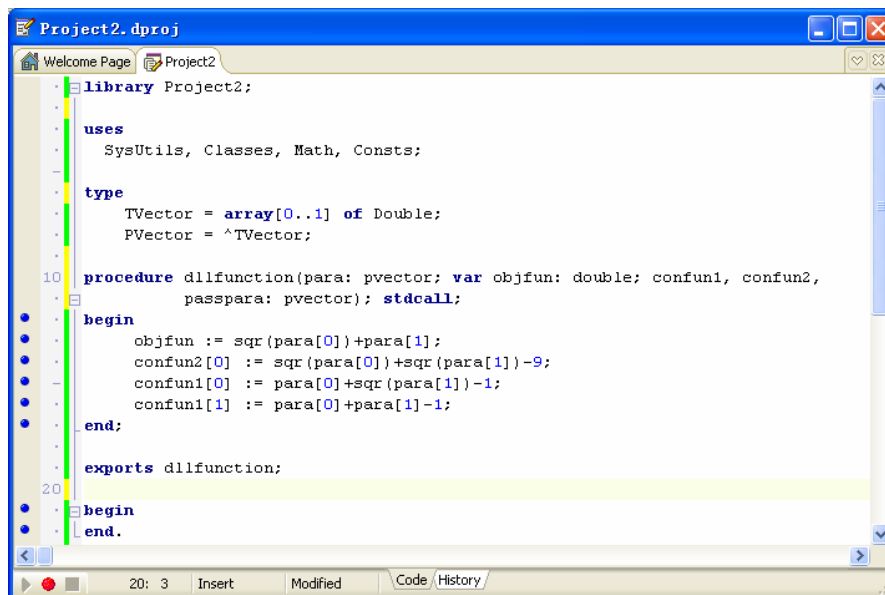 Project2.dproj
Welcome Page Project2
library Project2;
uses
SysUtils, Classes, Math, Consts;
type
TVector = array[0..1] of Double;
PVector = ^TVector;
10 procedure dllfunction(para: pvector; var objfun: double; confun1, confun2,
passpara: pvector); stdcall;
begin
objfun := sqr(para[0])+para[1];
confun2[0] := sqr(para[0])+sqr(para[1])-9;
confun1[0] := para[0]+sqr(para[1])-1;
confun1[1] := para[0]+para[1]-1;
end;
exports dllfunction;
20
begin
end.
20: 3 Insert Modified Code History